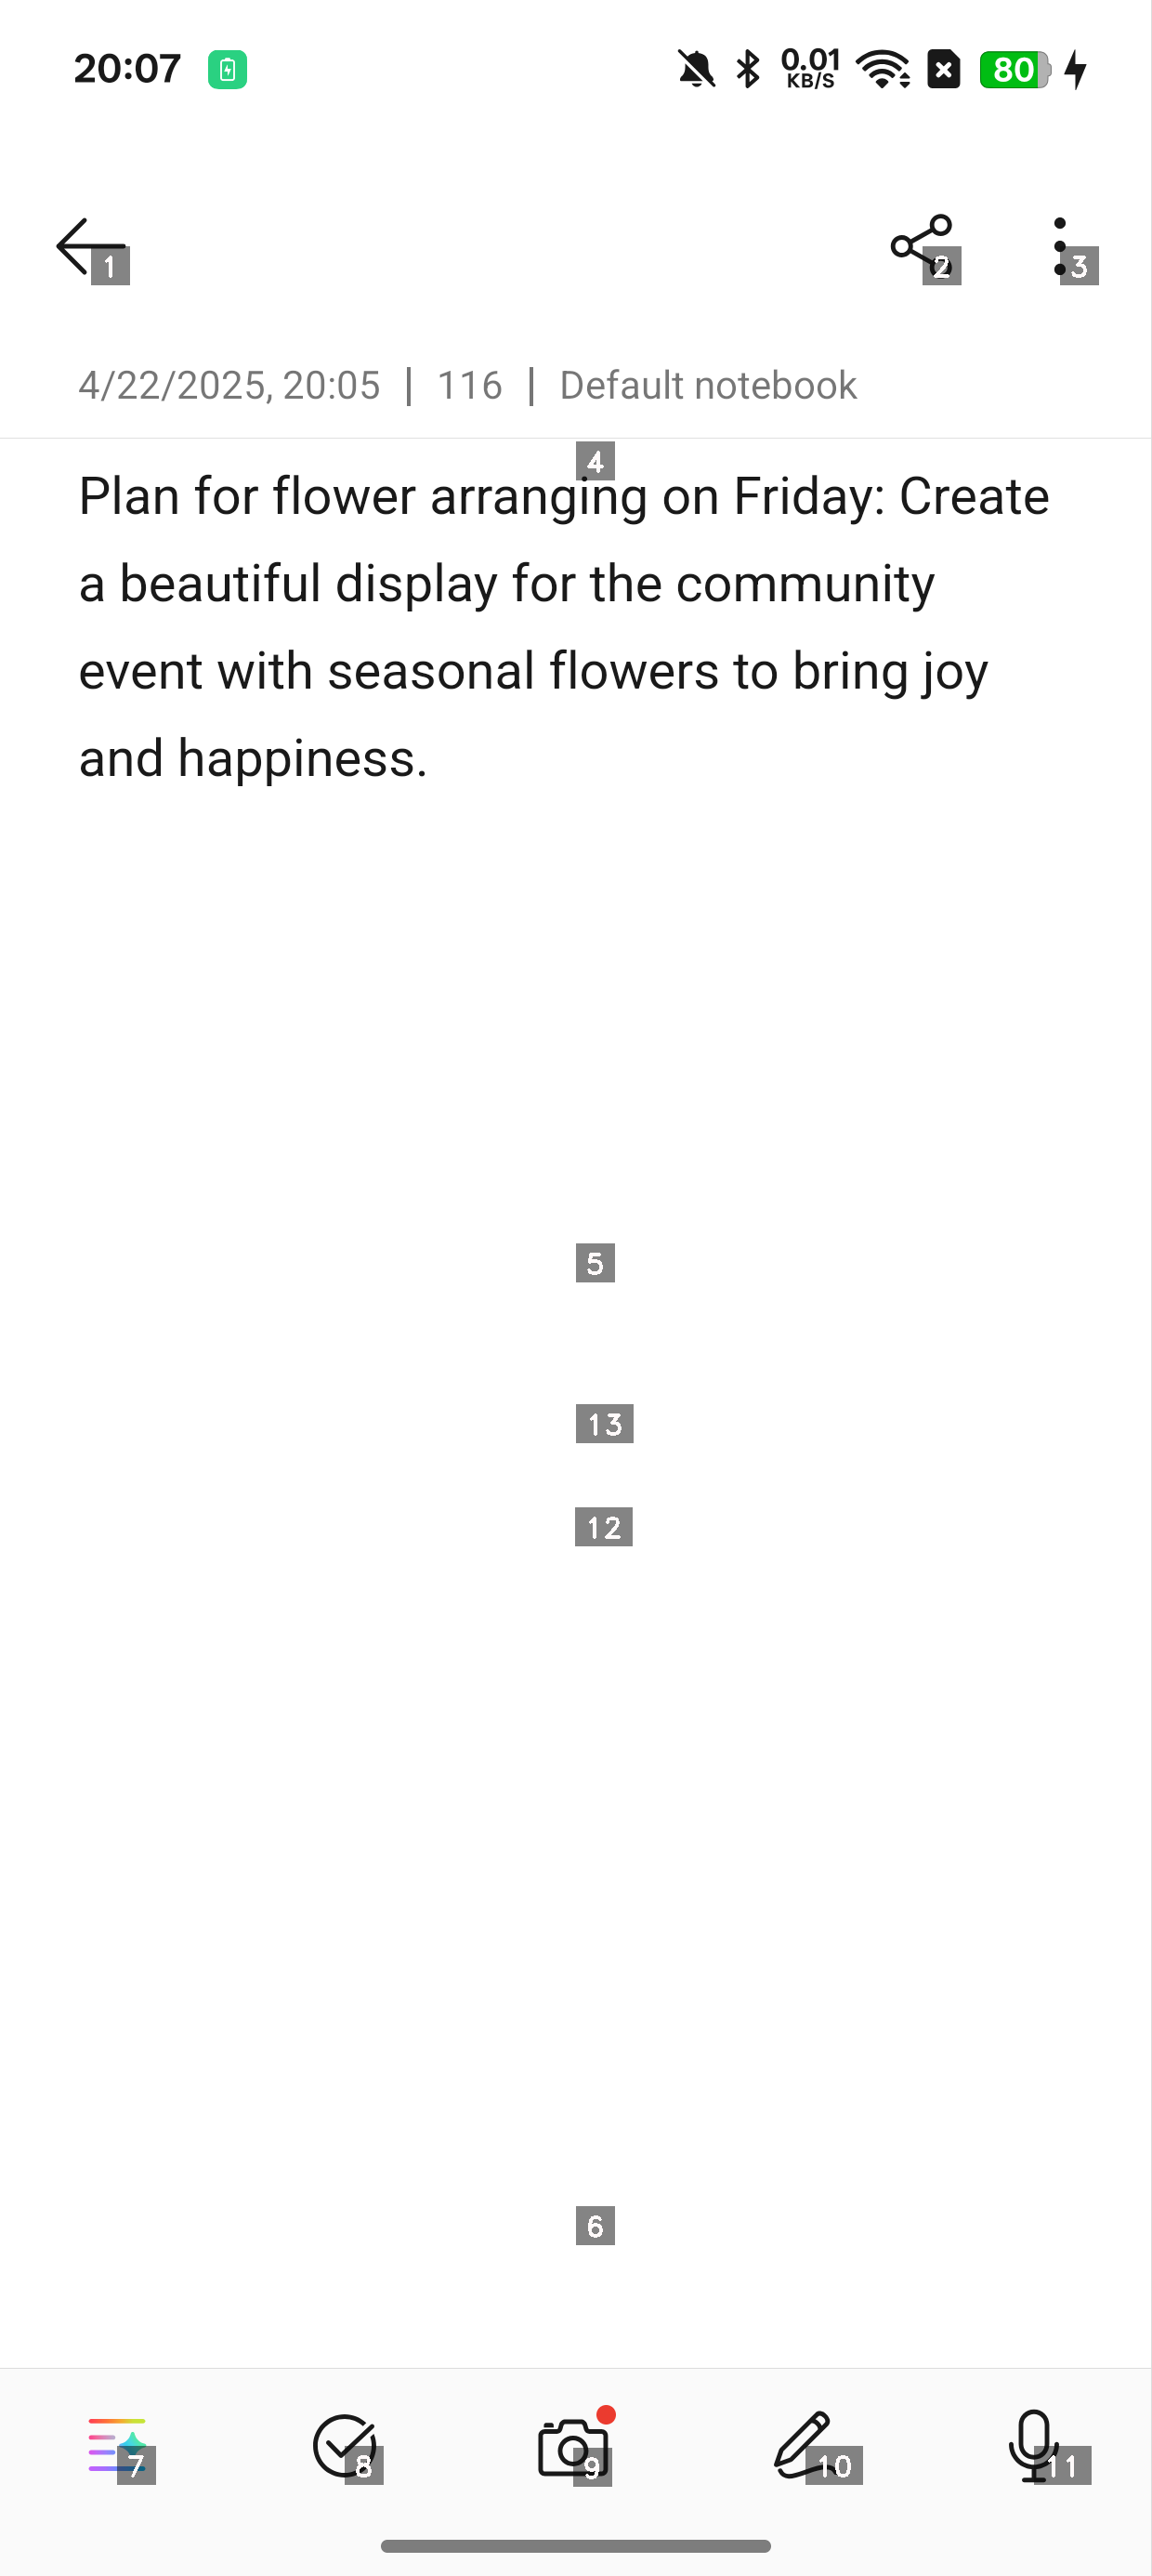 20:07
0.01
KB/S
80
1
2
3
4/22/2025, 20:05 | 116 | Default notebook
4
Plan for flower arranging on Friday: Create
a beautiful display for the community
event with seasonal flowers to bring joy
and happiness.
5
13
12
6
7
8
9
10
11